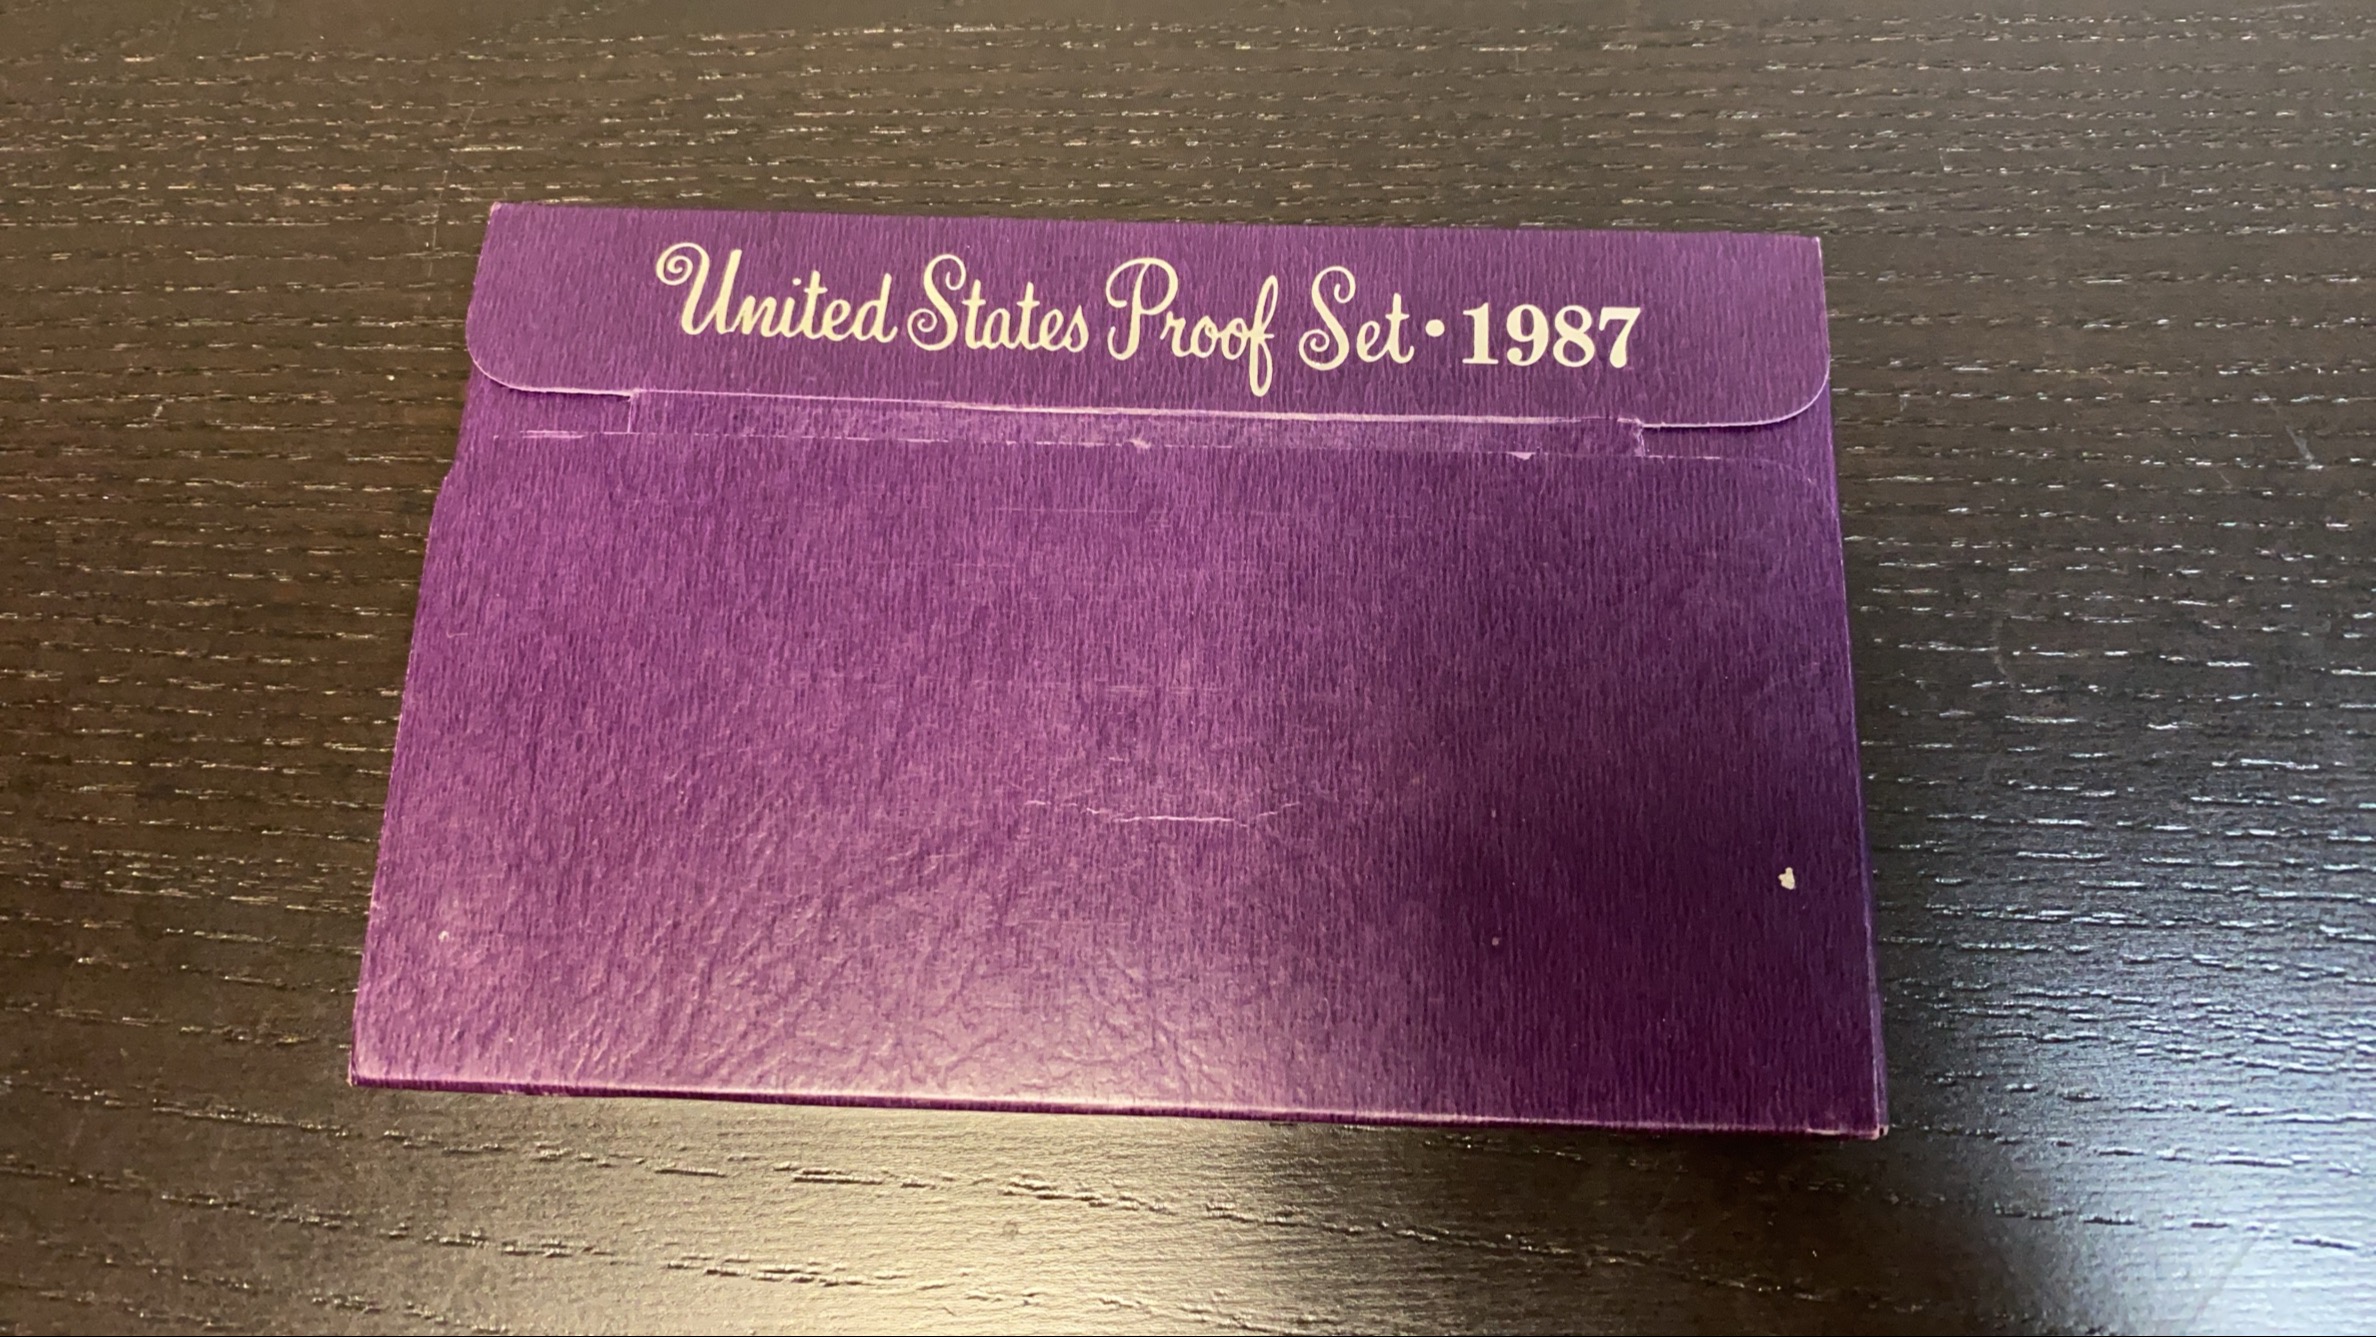 United States Proof Set • 1987